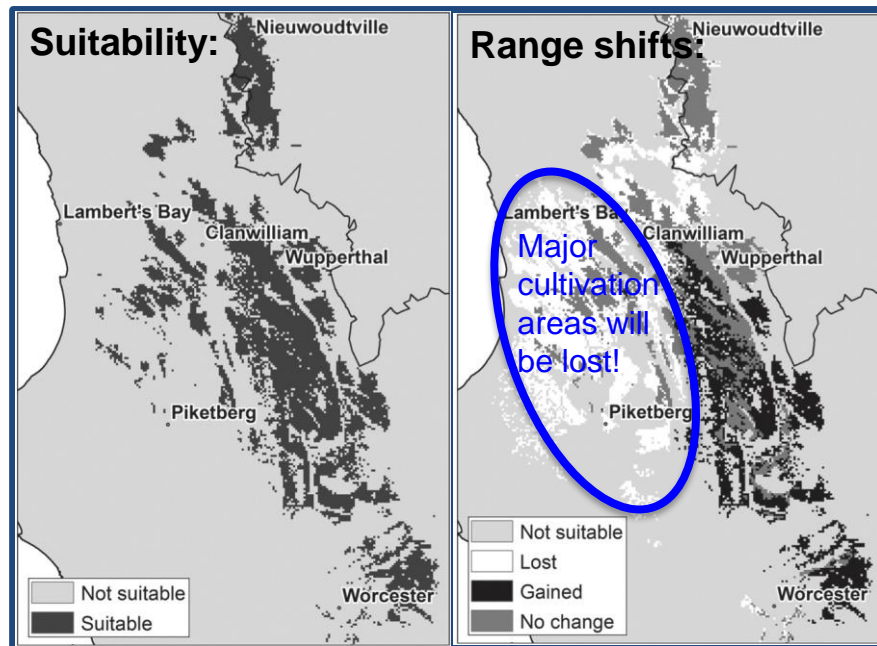 Suitability:
Nieuwoudtville
Lambert's Bay
Clanwilliam
Wupperthal
Piketberg
Worcester
Not suitable
Suitable
Range shifts:
Nieuwoudtville
Lambert's Bay
Clanwilliam
Wupperthal
Major
cultivation
areas will
be lost!
Piketberg
Worcester
Not suitable
Lost
Gained
No change